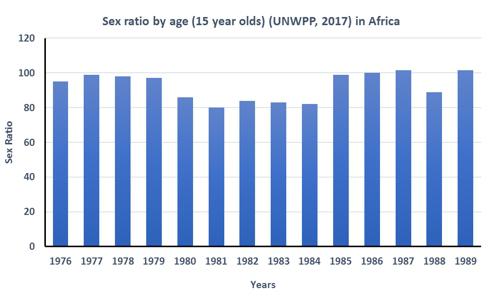 Sex ratio by age (15 year olds) (UNWPP, 2017) in Africa
120
100
80
60
40
20
0
Sex Ratio
1976 1977 1978 1979 1980 1981 1982 1983 1984 1985 1986 1987 1988 1989
Years